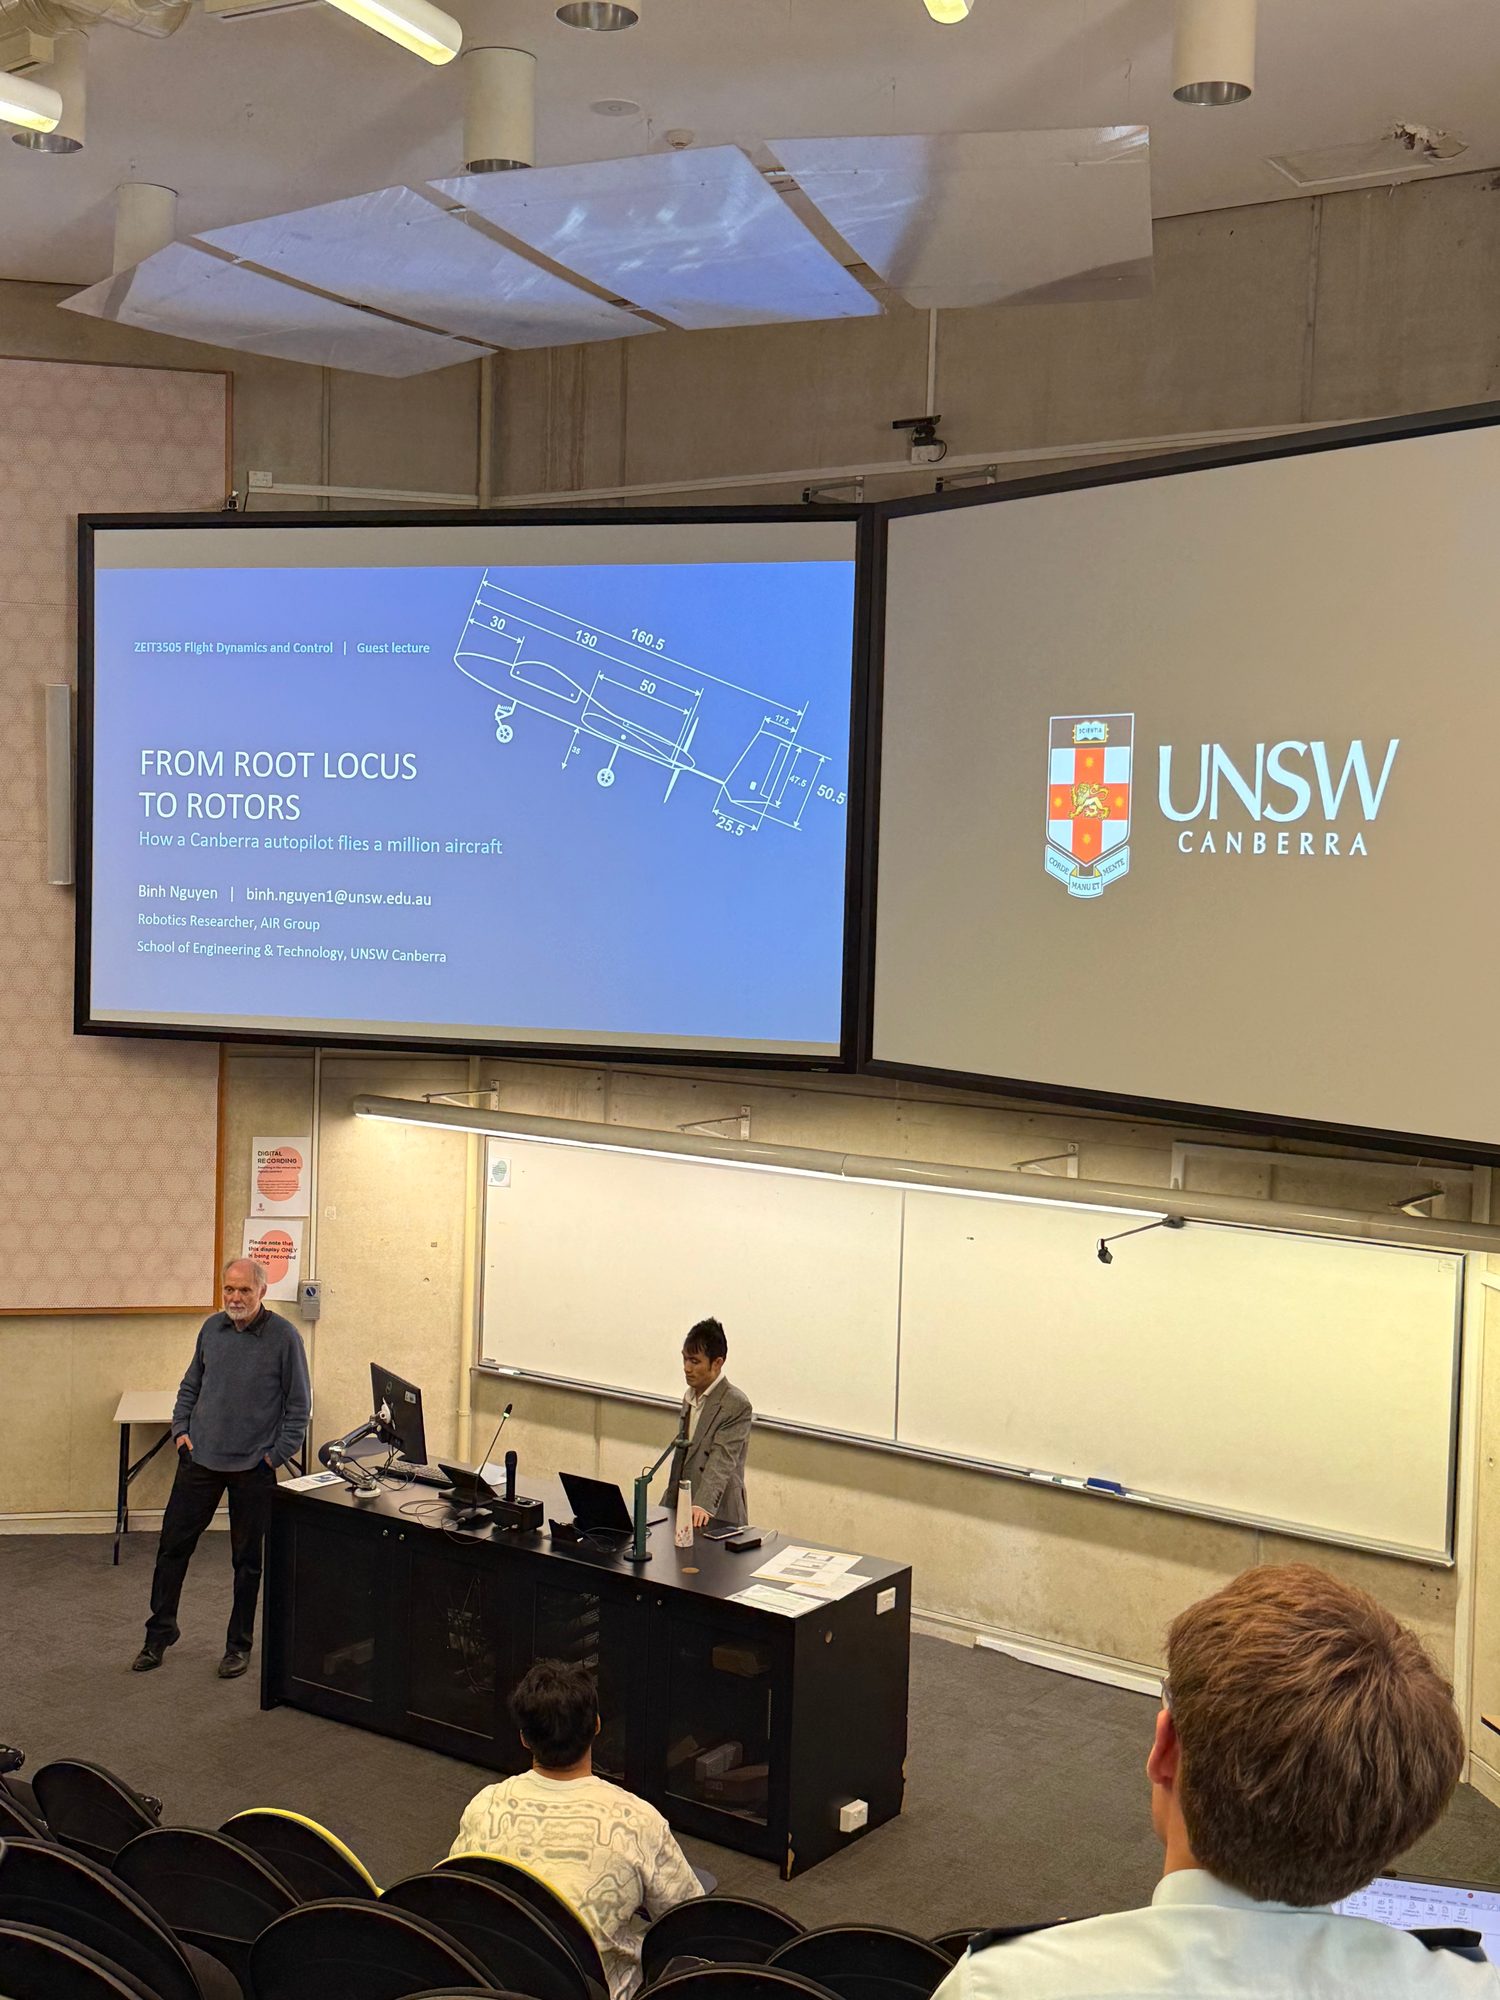 ZEIT3505 Flight Dynamics and Control | Guest lecture
FROM ROOT LOCUS
TO ROTORS
How a Canberra autopilot flies a million aircraft
Binh Nguyen | binh.nguyen1@unsw.edu.au
Robotics Researcher, AIR Group
School of Engineering & Technology, UNSW Canberra
160.5
130
30
50
17.5
35
47.5
50.5
25.5
SCIENTIA
CORDE
MANU ET
MENTE
UNSW
CANBERRA
DIGITAL
RECORDING
Please note that
this display ONLY
is being recorded